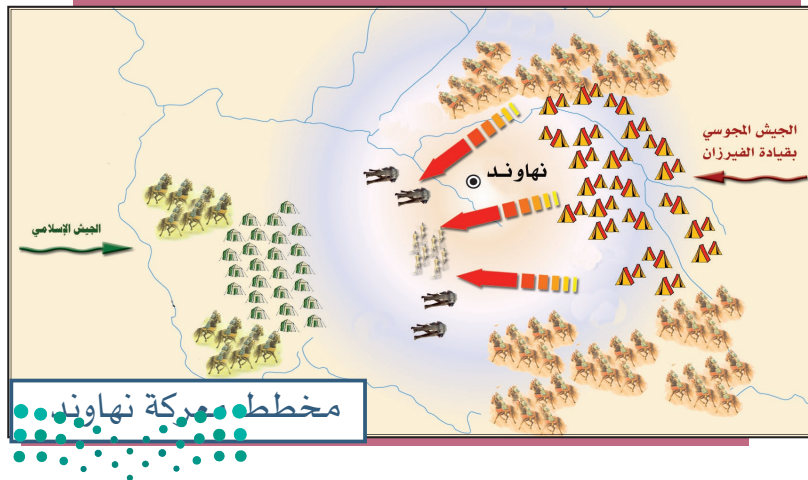 الجيش المجوسي
بقيادة الفيرزان
نهاوند
الجيش الإسلامي
مخطط معركة نهاوند